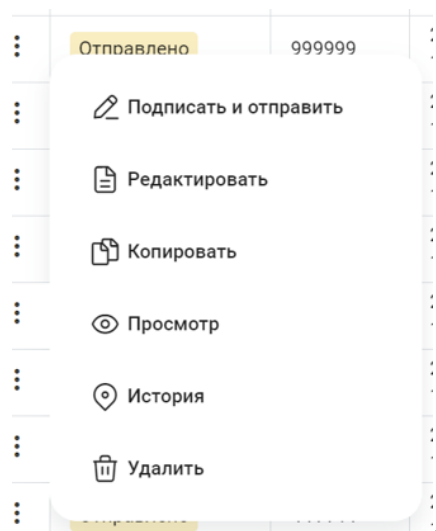 Отправлено 999999
Подписать и отправить
Редактировать
Копировать
Просмотр
История
Удалить